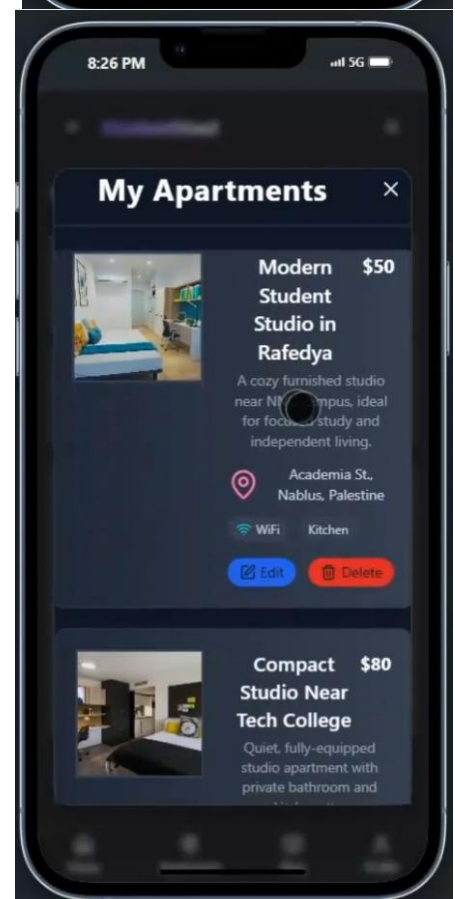 8:26 PM
5G
My Apartments
×
Modern
$50
Student
Studio in
Rafedya
A cozy furnished studio
ideal
study and
independent living.
Academia St.,
Nablus, Palestine
WiFi
Kitchen
Edit
Delete
Compact
$80
Studio Near
Tech College
Quiet, fully-equipped
studio apartment with
private bathroom and